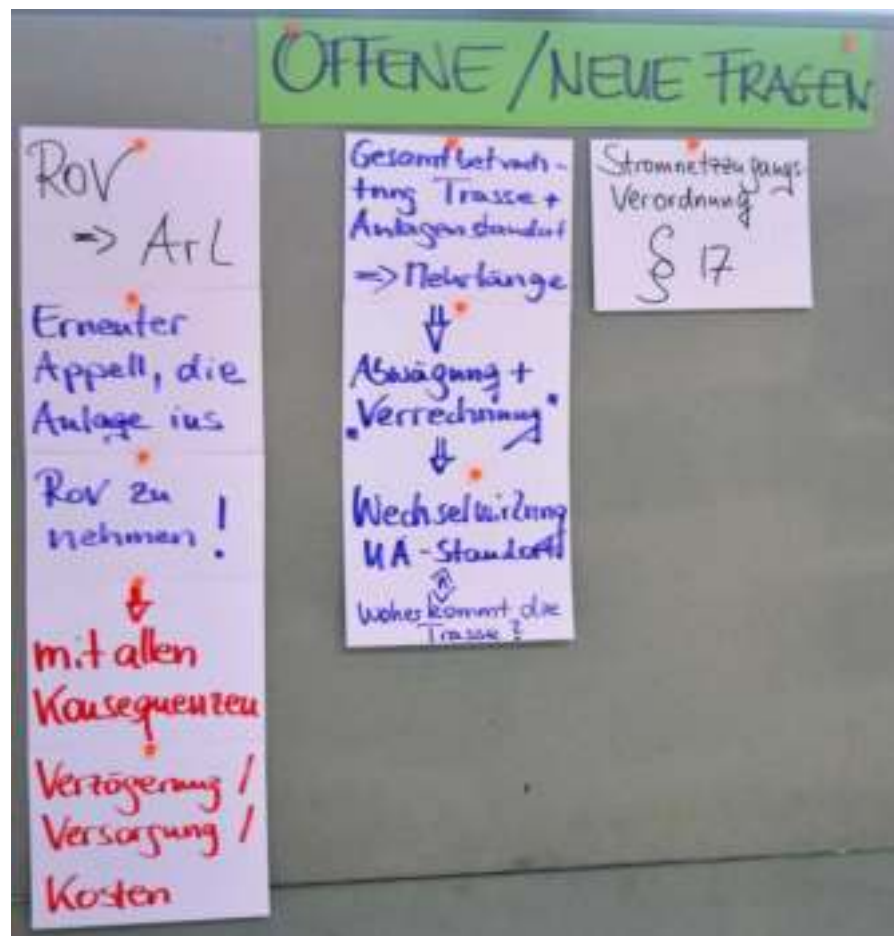 OFFENE / NEUE FRAGEN
ROV
=> ArL
Erneuter
Appell, die
Anlage ins
ROV zu
nehmen!
mit allen
Konsequenzen
Verzögerung /
Versorgung /
Kosten
Gesamtbetrach-
tung Trasse +
Anlagenstandort
=> Mehrlänge
⇓
Abwägung +
"Verrechnung"
⇓
Wechselwirkung
UA-Standort
Woher kommt die
Trasse?
Stromnetzzugangs
Verordnung
§ 17